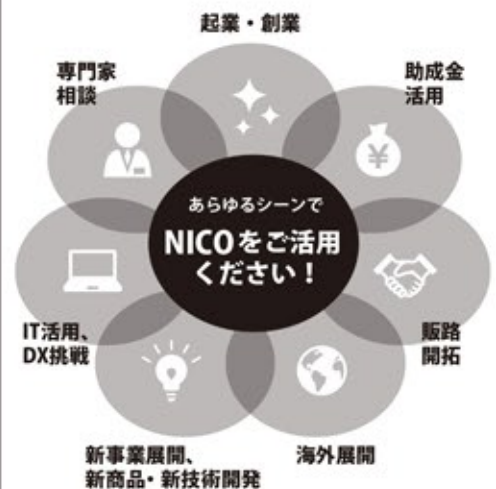 起業・創業
専門家
相談
助成金
活用
¥
あらゆるシーンで
NICOをご活用
ください！
IT活用、
DX挑戦
販路
開拓
新事業展開、
新商品・新技術開発
海外展開